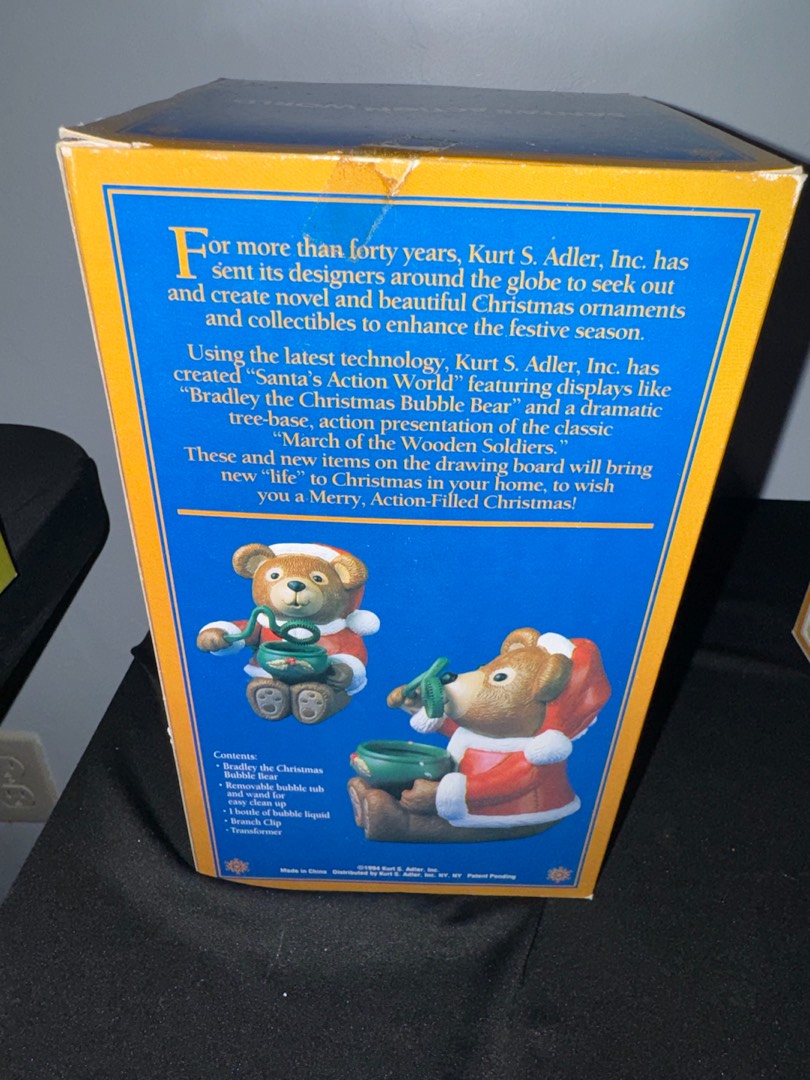 For more than forty years, Kurt S. Adler, Inc. has
sent its designers around the globe to seek out
and create novel and beautiful Christmas ornaments
and collectibles to enhance the festive season.
Using the latest technology, Kurt S. Adler, Inc. has
created “Santa’s Action World” featuring displays like
“Bradley the Christmas Bubble Bear” and a dramatic
tree-base, action presentation of the classic
“March of the Wooden Soldiers.”
These and new items on the drawing board will bring
new “life” to Christmas in your home, to wish
you a Merry, Action-Filled Christmas!
Contents:
• Bradley the Christmas
Bubble Bear
• Removable bubble tub
and wand for
easy clean up
• 1 bottle of bubble liquid
• Branch Clip
• Transformer
©1994 Kurt S. Adler, Inc.
Made in China Distributed by Kurt S. Adler, Inc. NY, NY Patent Pending